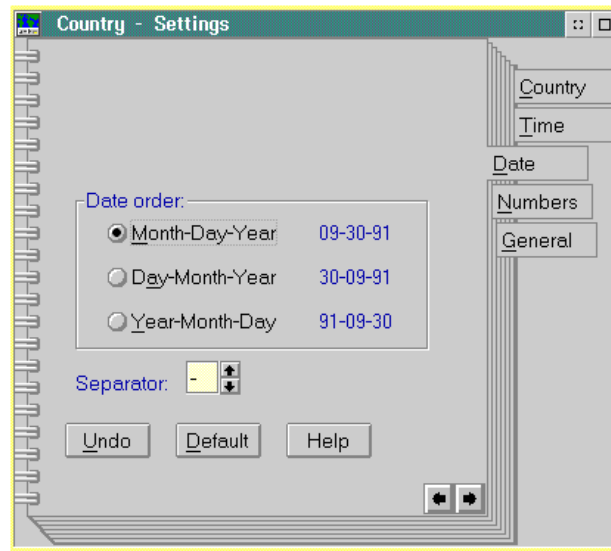 Country - Settings
Country
Time
Date
Numbers
General
Date order:
Month-Day-Year 09-30-91
Day-Month-Year 30-09-91
Year-Month-Day 91-09-30
Separator: -
Undo Default Help